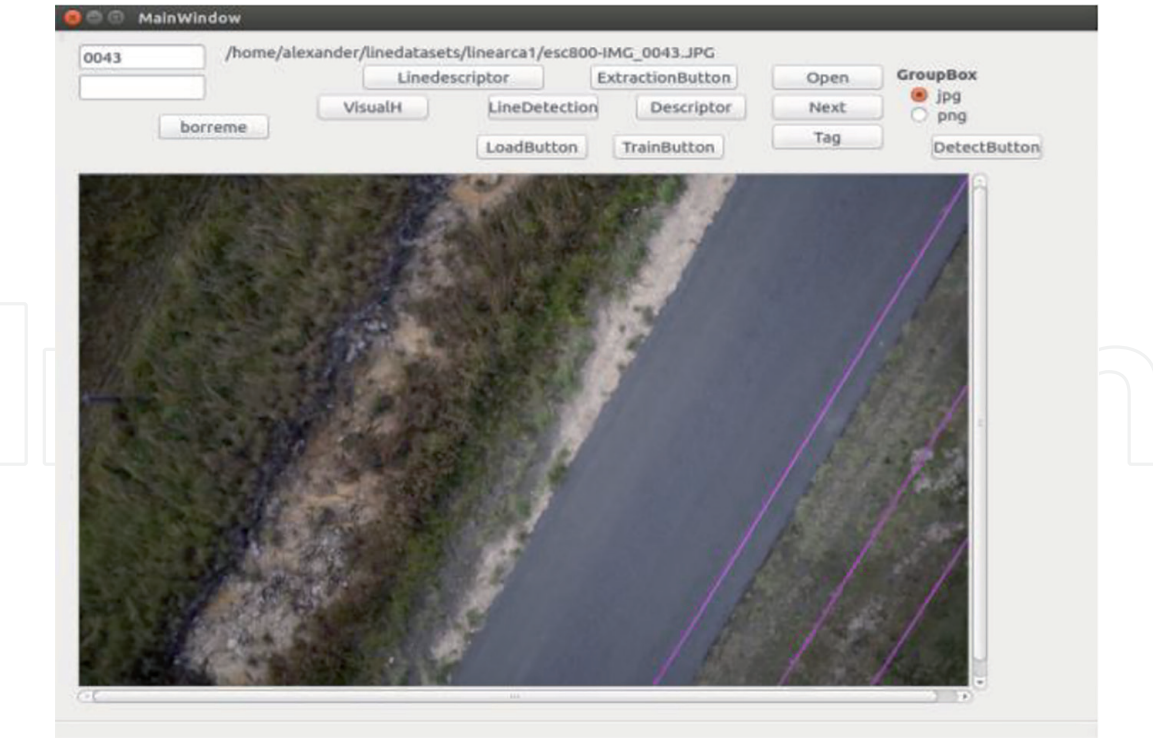 MainWindow
0043
/home/alexander/linedatasets/linearca1/esc800-IMG_0043.JPG
Linedescriptor
ExtractionButton
Open
GroupBox
jpg
VisualH
LineDetection
Descriptor
Next
png
borreme
LoadButton
TrainButton
Tag
DetectButton